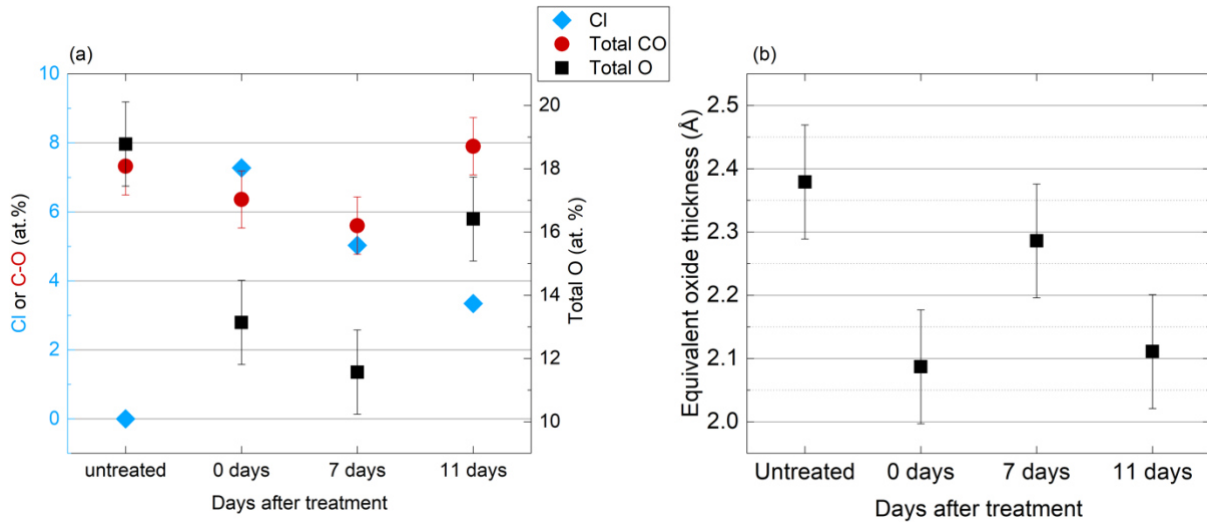 Cl
Total CO
Total O
(a)
10
8
6
4
2
0
Cl or C-O (at.%)
20
18
16
14
12
10
Total O (at. %)
untreated 0 days 7 days 11 days
Days after treatment
(b)
2.5
2.4
2.3
2.2
2.1
2.0
Equivalent oxide thickness (Å)
Untreated 0 days 7 days 11 days
Days after treatment